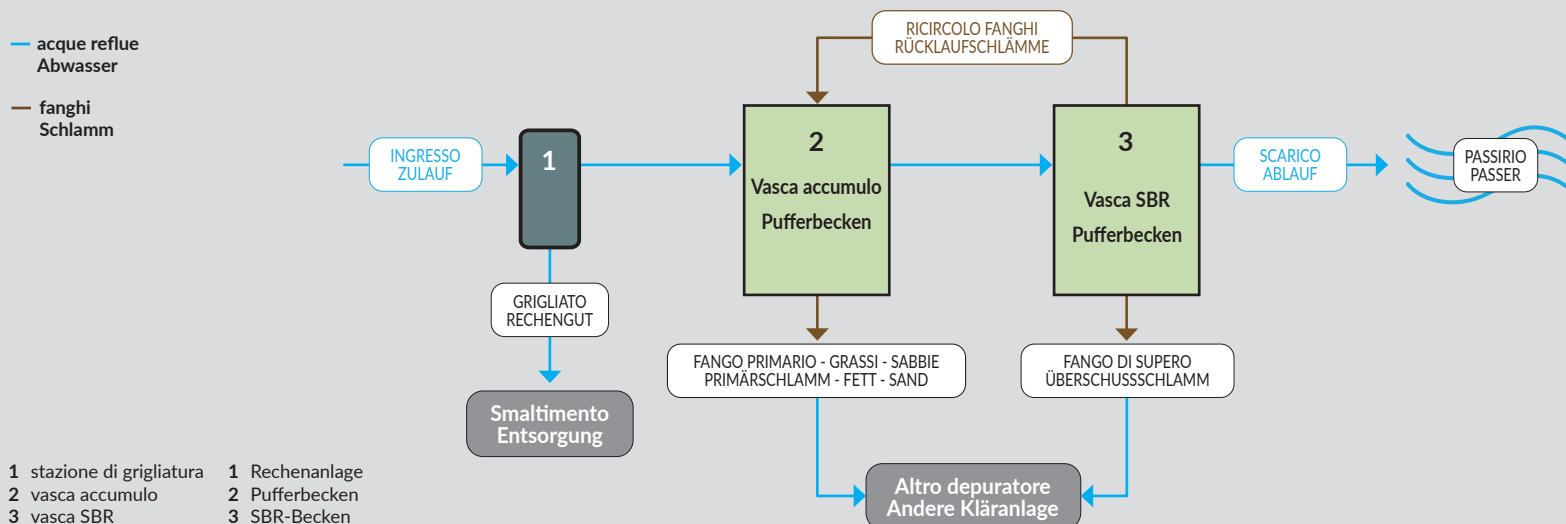 acque reflue
Abwasser
fanghi
Schlamm
RICIRCOLO FANGHI
RÜCKLAUFSCHLÄMME
INGRESSO
ZULAUF
1
2
Vasca accumulo
Pufferbecken
3
Vasca SBR
Pufferbecken
SCARICO
ABLAUF
PASSIRIO
PASSER
GRIGLIATO
RECHENGUT
FANGO PRIMARIO - GRASSI - SABBIE
PRIMÄRSCHLAMM - FETT - SAND
FANGO DI SUPERO
ÜBERSCHUSSSCHLAMM
Smaltimento
Entsorgung
Altro depuratore
Andere Kläranlage
1 stazione di grigliatura
2 vasca accumulo
3 vasca SBR
1 Rechenanlage
2 Pufferbecken
3 SBR-Becken